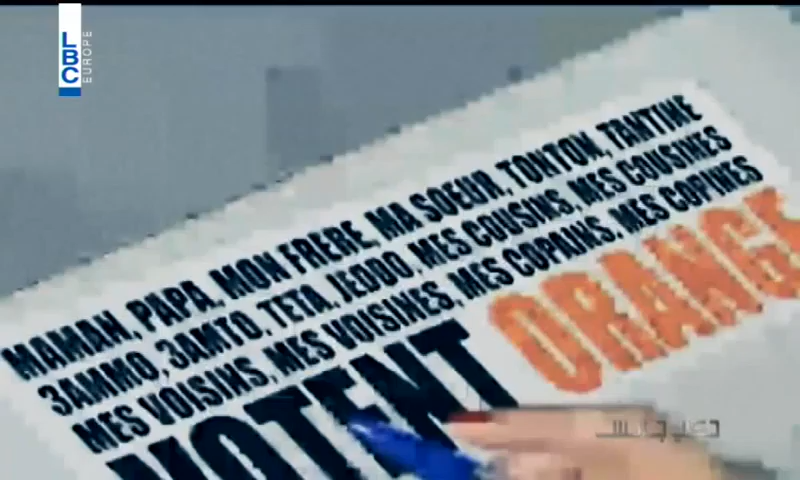 LBC
EUROPE
MAMAN, PAPA, MON FRERE, MA SOEUR, TONTON, TANTINE
3AMMO, 3AMTO, TETA, JEDDO, MES COUSINS, MES COUSINES
MES VOISINS, MES VOISINES, MES COPAINS, MES COPINES
VOTENT ORANGE